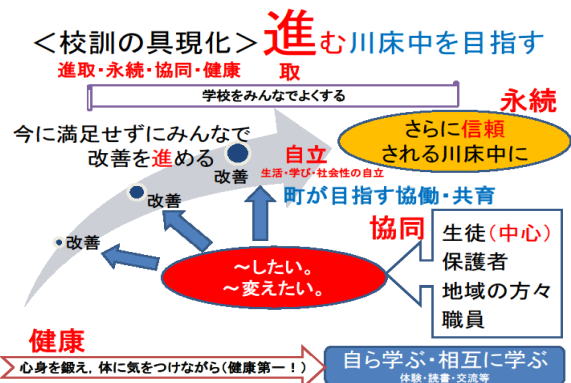 ＜校訓の具現化＞進む川床中を目指す
進取・永続・協同・健康
取
学校をみんなでよくする
永続
さらに信頼
される川床中に
今に満足せずにみんなで
改善を進める
改善
自立
生活・学び・社会性の自立
町が目指す協働・共育
改善
改善
協同
生徒（中心）
保護者
地域の方々
職員
～したい。
～変えたい。
健康
心身を鍛え，体に気をつけながら（健康第一！）
自ら学ぶ・相互に学ぶ
体験・読書・交流等